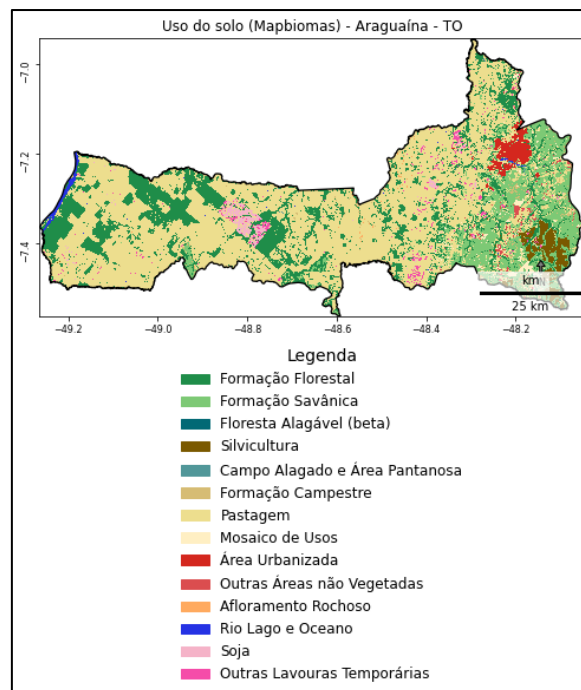 Uso do solo (Mapbiomas) - Araguaína - TO
−7.0
−7.2
−7.4
km
N
25 km
−49.2 −49.0 −48.8 −48.6 −48.4 −48.2
Legenda
Formação Florestal
Formação Savânica
Floresta Alagável (beta)
Silvicultura
Campo Alagado e Área Pantanosa
Formação Campestre
Pastagem
Mosaico de Usos
Área Urbanizada
Outras Áreas não Vegetadas
Afloramento Rochoso
Rio Lago e Oceano
Soja
Outras Lavouras Temporárias